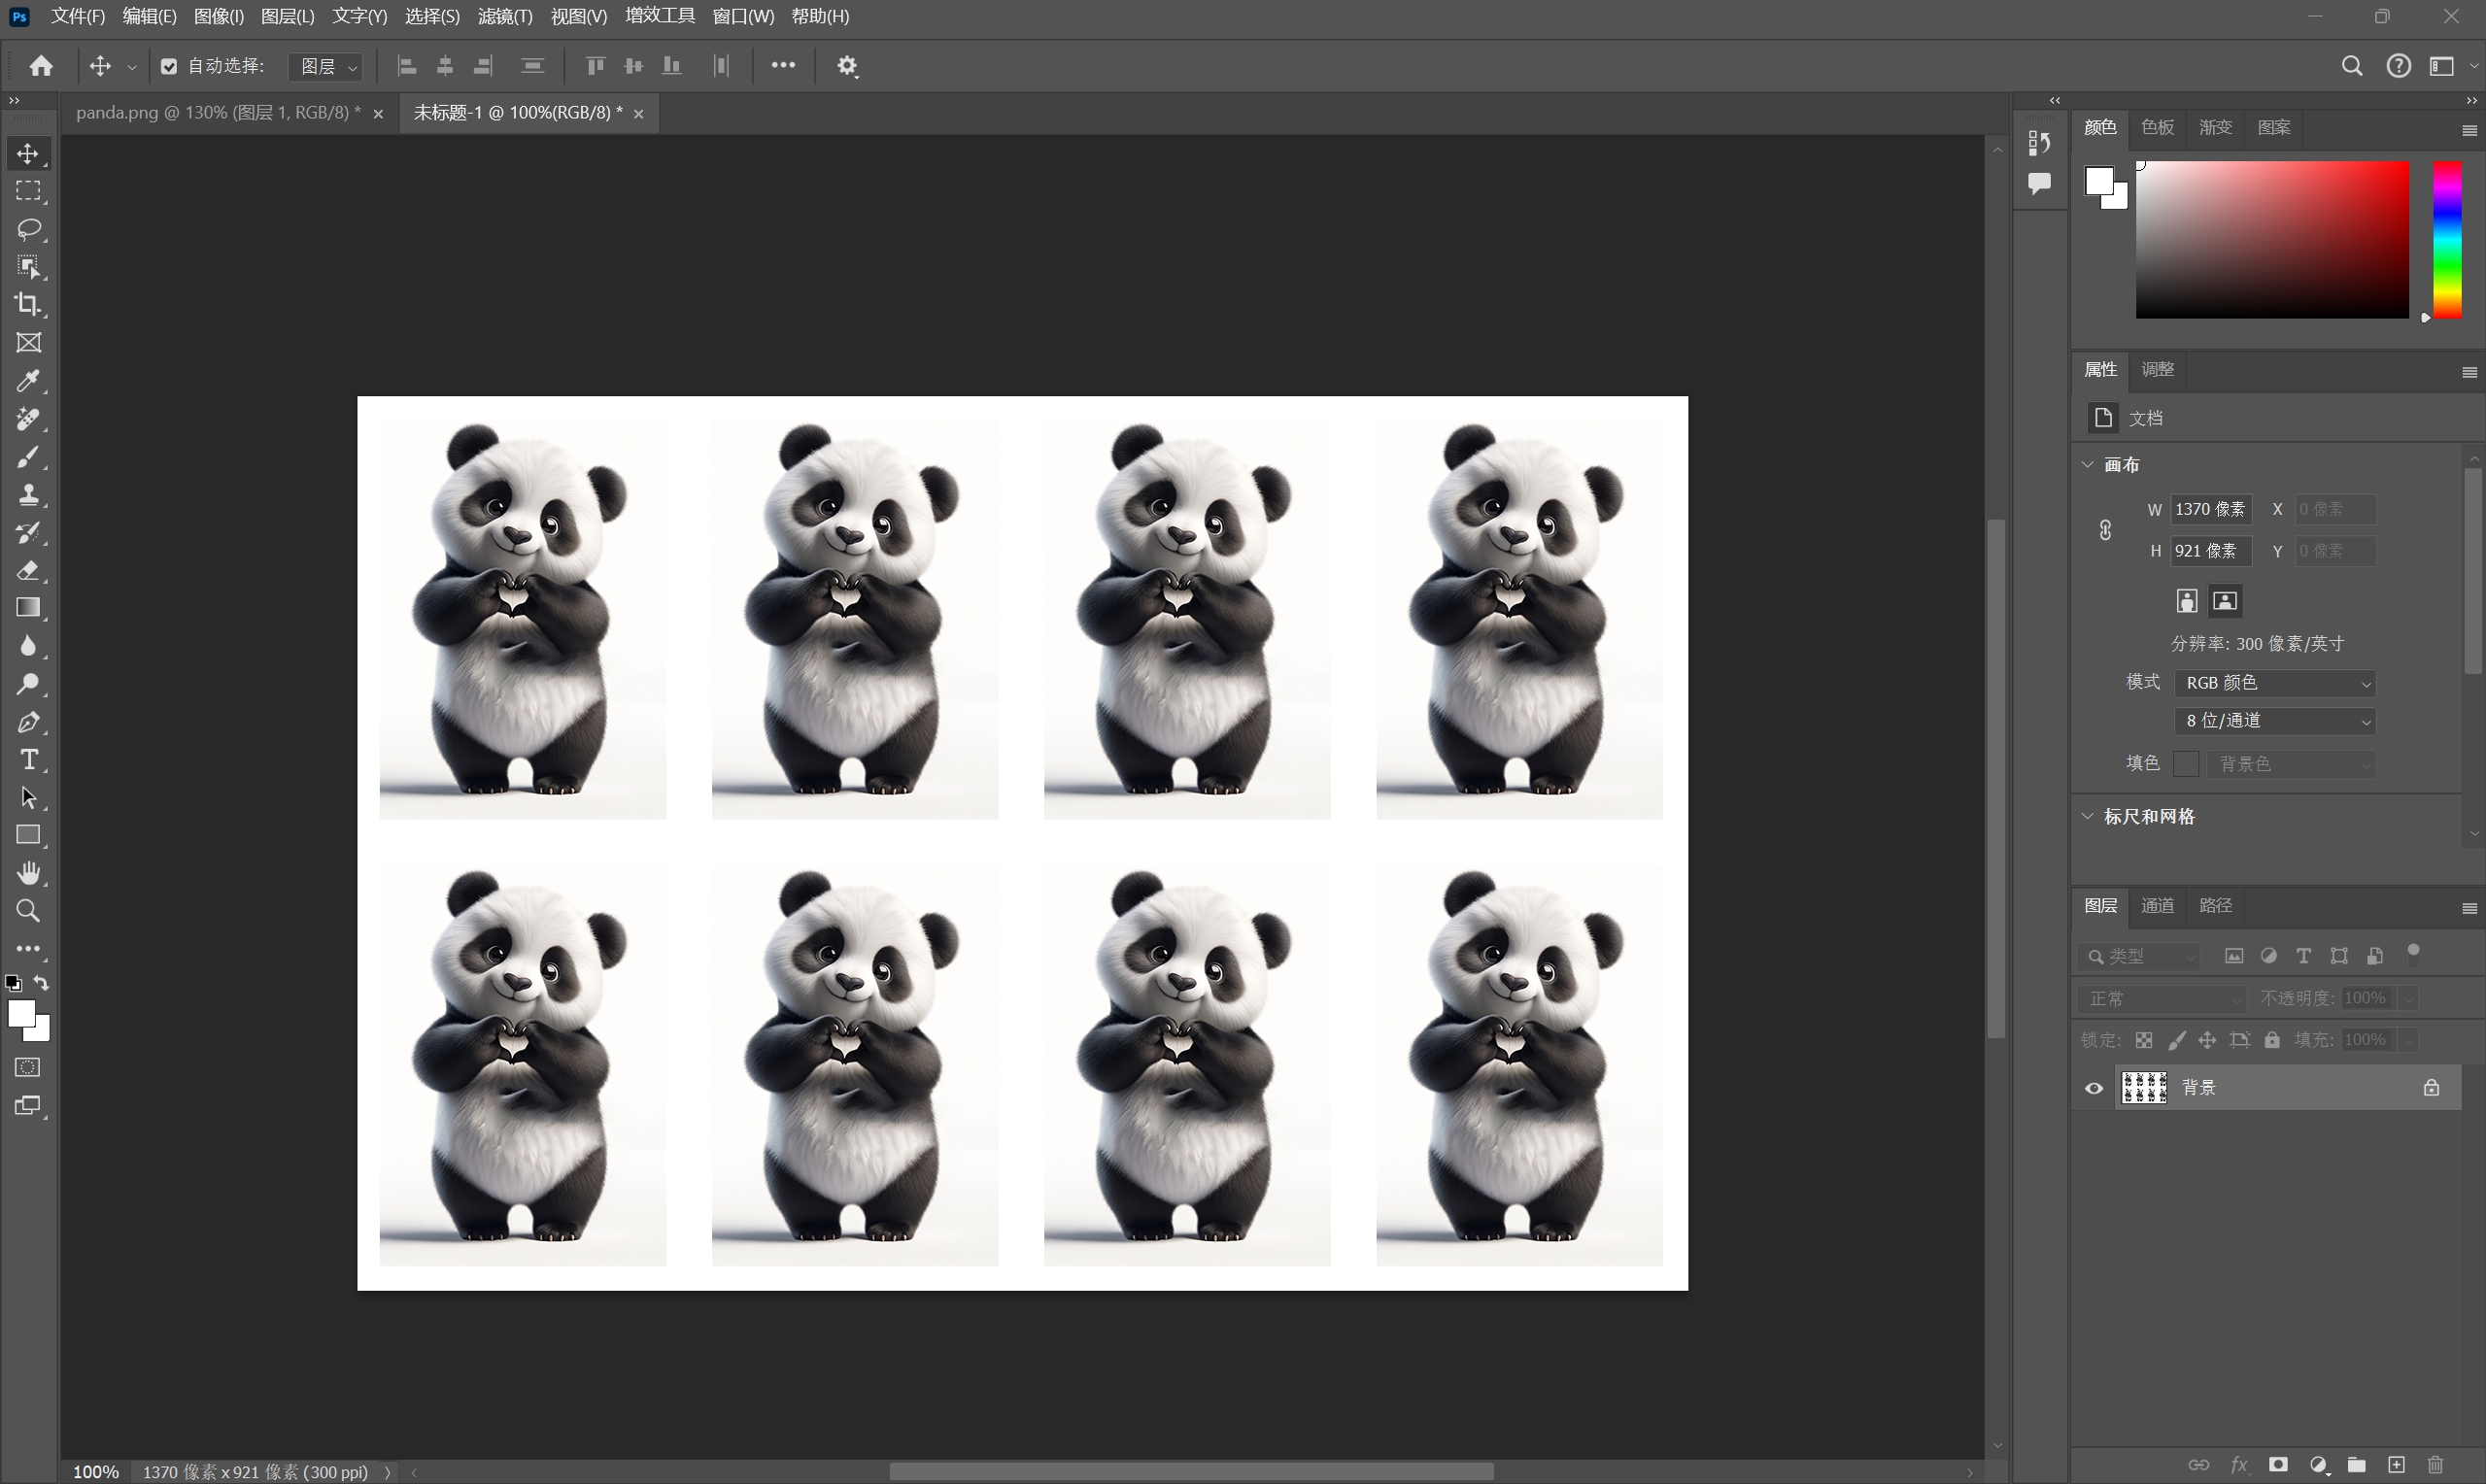 Ps 文件(F) 编辑(E) 图像(I) 图层(L) 文字(Y) 选择(S) 滤镜(T) 视图(V) 增效工具 窗口(W) 帮助(H)
自动选择: 图层
panda.png @ 130% (图层 1, RGB/8) * 未标题-1 @ 100%(RGB/8) *
颜色 色板 渐变 图案
属性 调整
文档
画布
W 1370 像素 X 0 像素
H 921 像素 Y 0 像素
分辨率: 300 像素/英寸
模式 RGB 颜色
8 位/通道
填色 背景色
标尺和网格
图层 通道 路径
类型
正常 不透明度: 100%
锁定: 填充: 100%
背景
fx
100% 1370 像素 x 921 像素 (300 ppi)